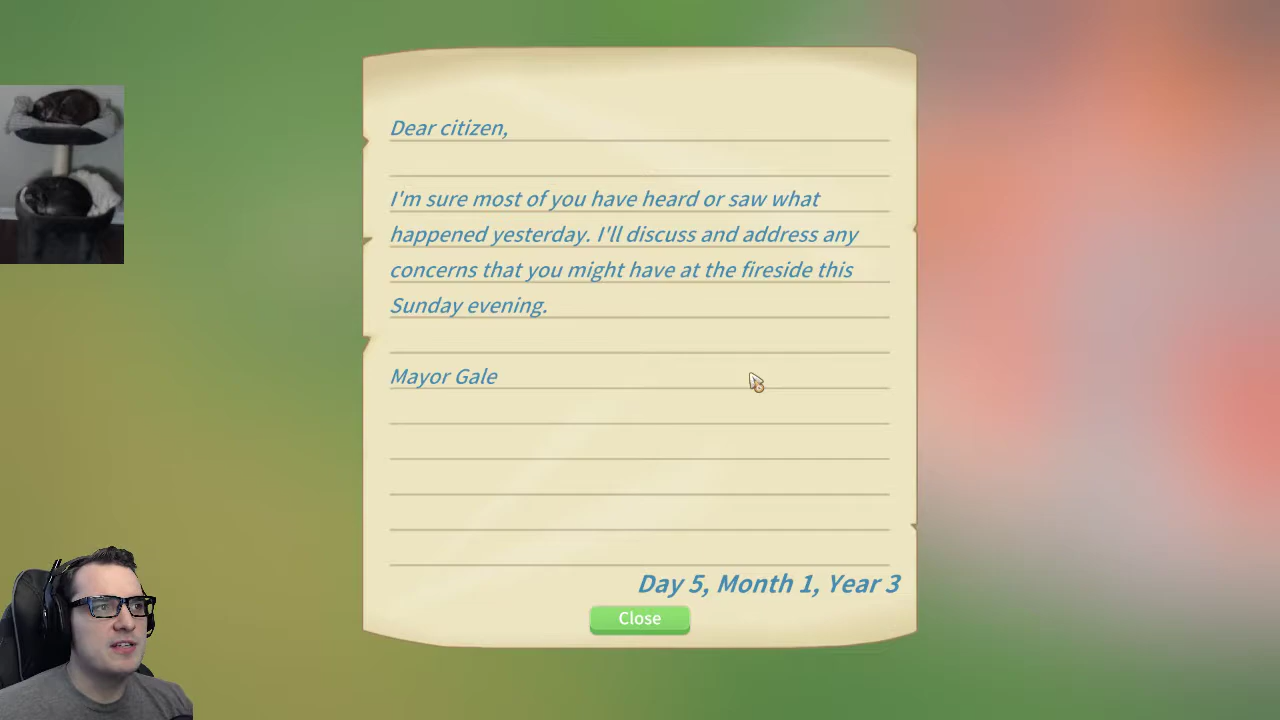 Dear citizen,
I'm sure most of you have heard or saw what
happened yesterday. I'll discuss and address any
concerns that you might have at the fireside this
Sunday evening.
Mayor Gale
Day 5, Month 1, Year 3
Close